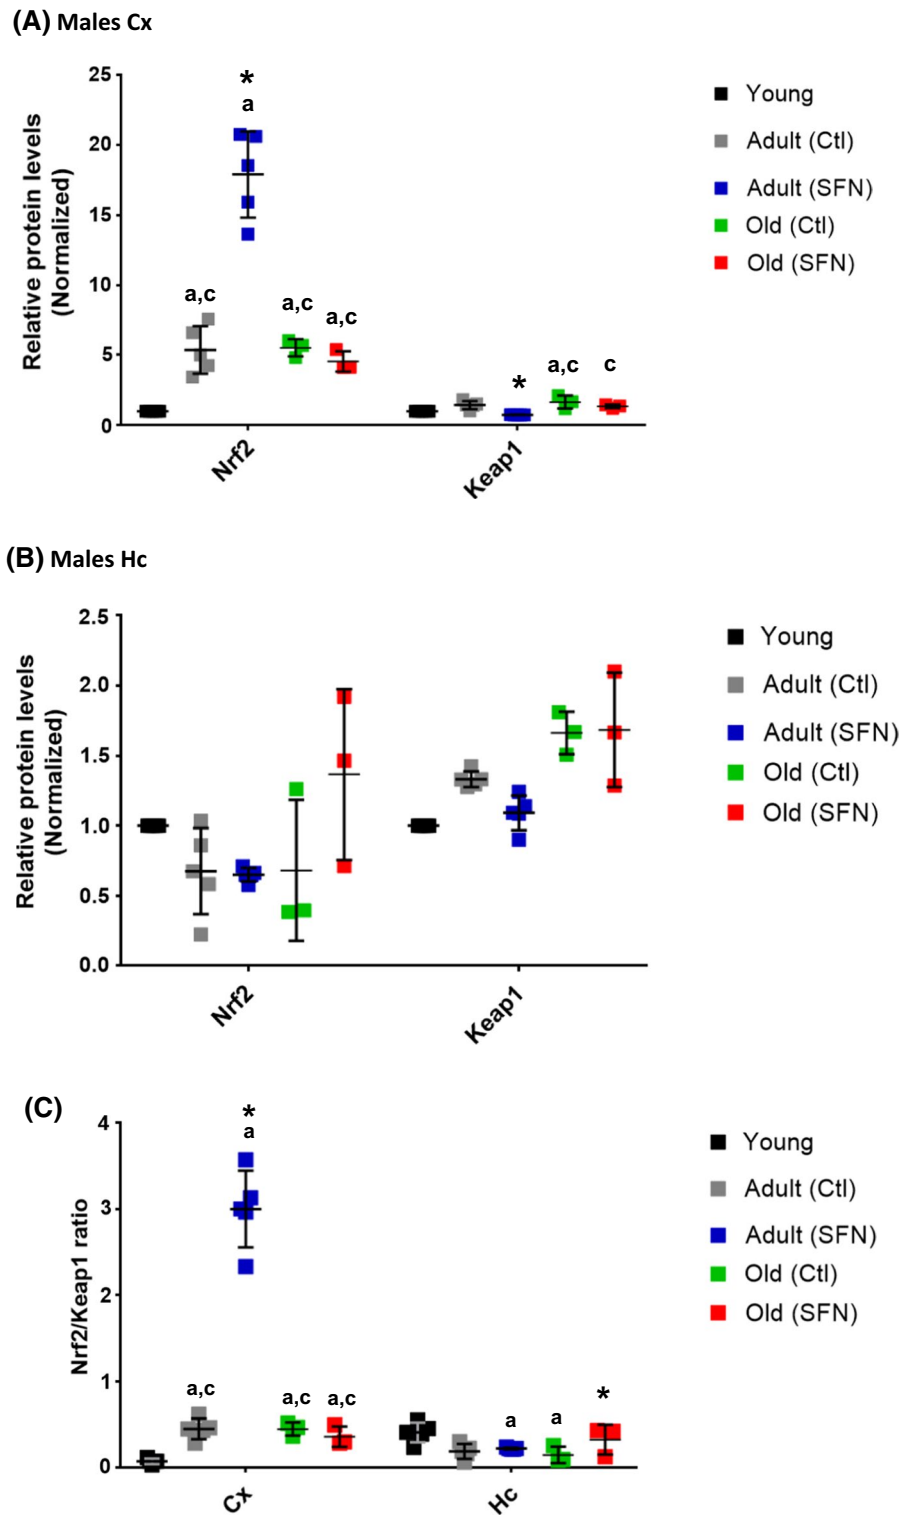 (A) Males Cx
Relative protein levels
(Normalized)
25
20
15
10
5
0
*
a
a,c
a,c
a,c
*
a,c
c
Nrf2
Keap1
Young
Adult (Ctl)
Adult (SFN)
Old (Ctl)
Old (SFN)
(B) Males Hc
Relative protein levels
(Normalized)
2.5
2.0
1.5
1.0
0.5
0.0
Nrf2
Keap1
Young
Adult (Ctl)
Adult (SFN)
Old (Ctl)
Old (SFN)
(C)
Nrf2/Keap1 ratio
4
3
2
1
0
*
a
a,c
a,c
a,c
a
a
*
Cx
Hc
Young
Adult (Ctl)
Adult (SFN)
Old (Ctl)
Old (SFN)